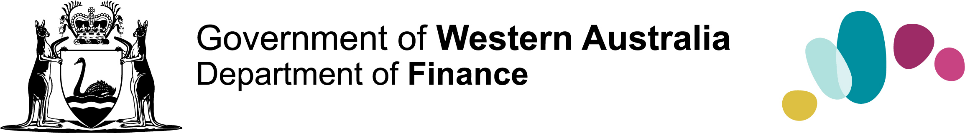 Government of Western Australia
Department of Finance